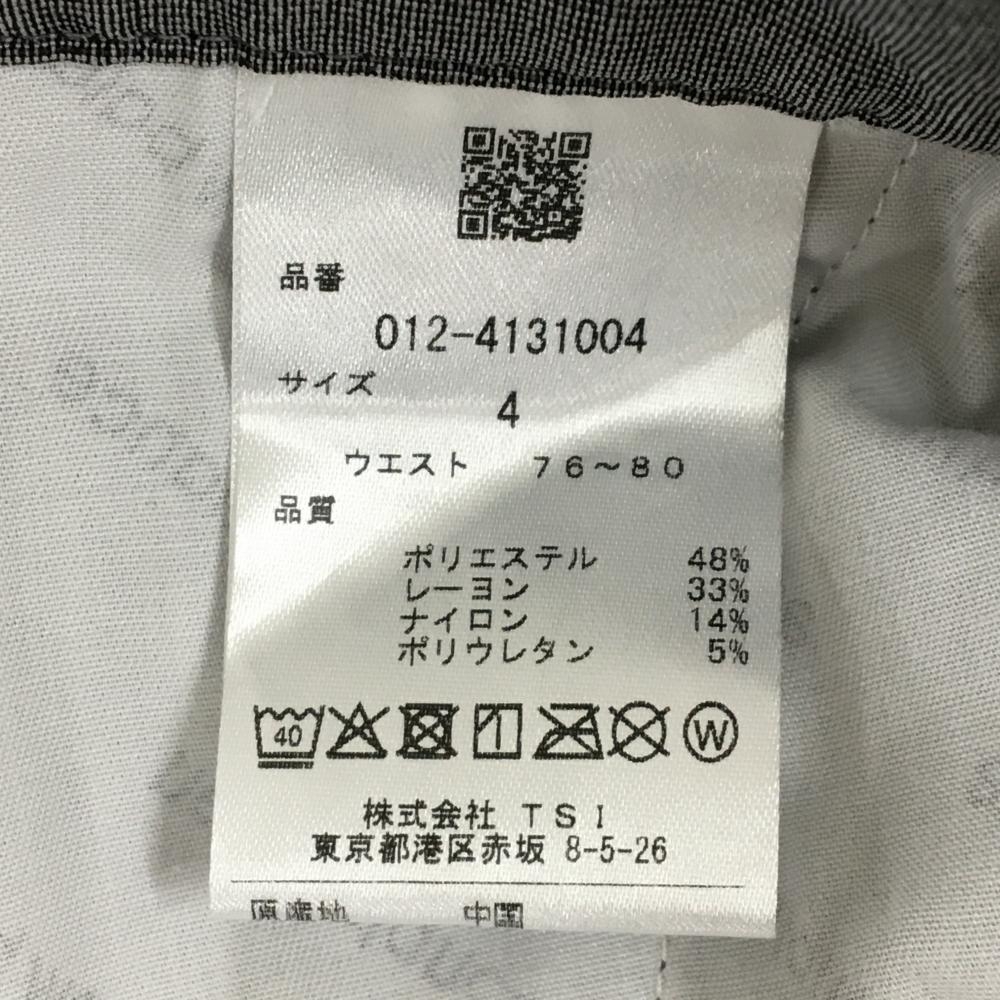 品番
012-4131004
サイズ
4
ウエスト 76~80
品質
ポリエステル 48%
レーヨン 33%
ナイロン 14%
ポリウレタン 5%
40 W
株式会社 TSI
東京都港区赤坂 8-5-26
原産地 中国